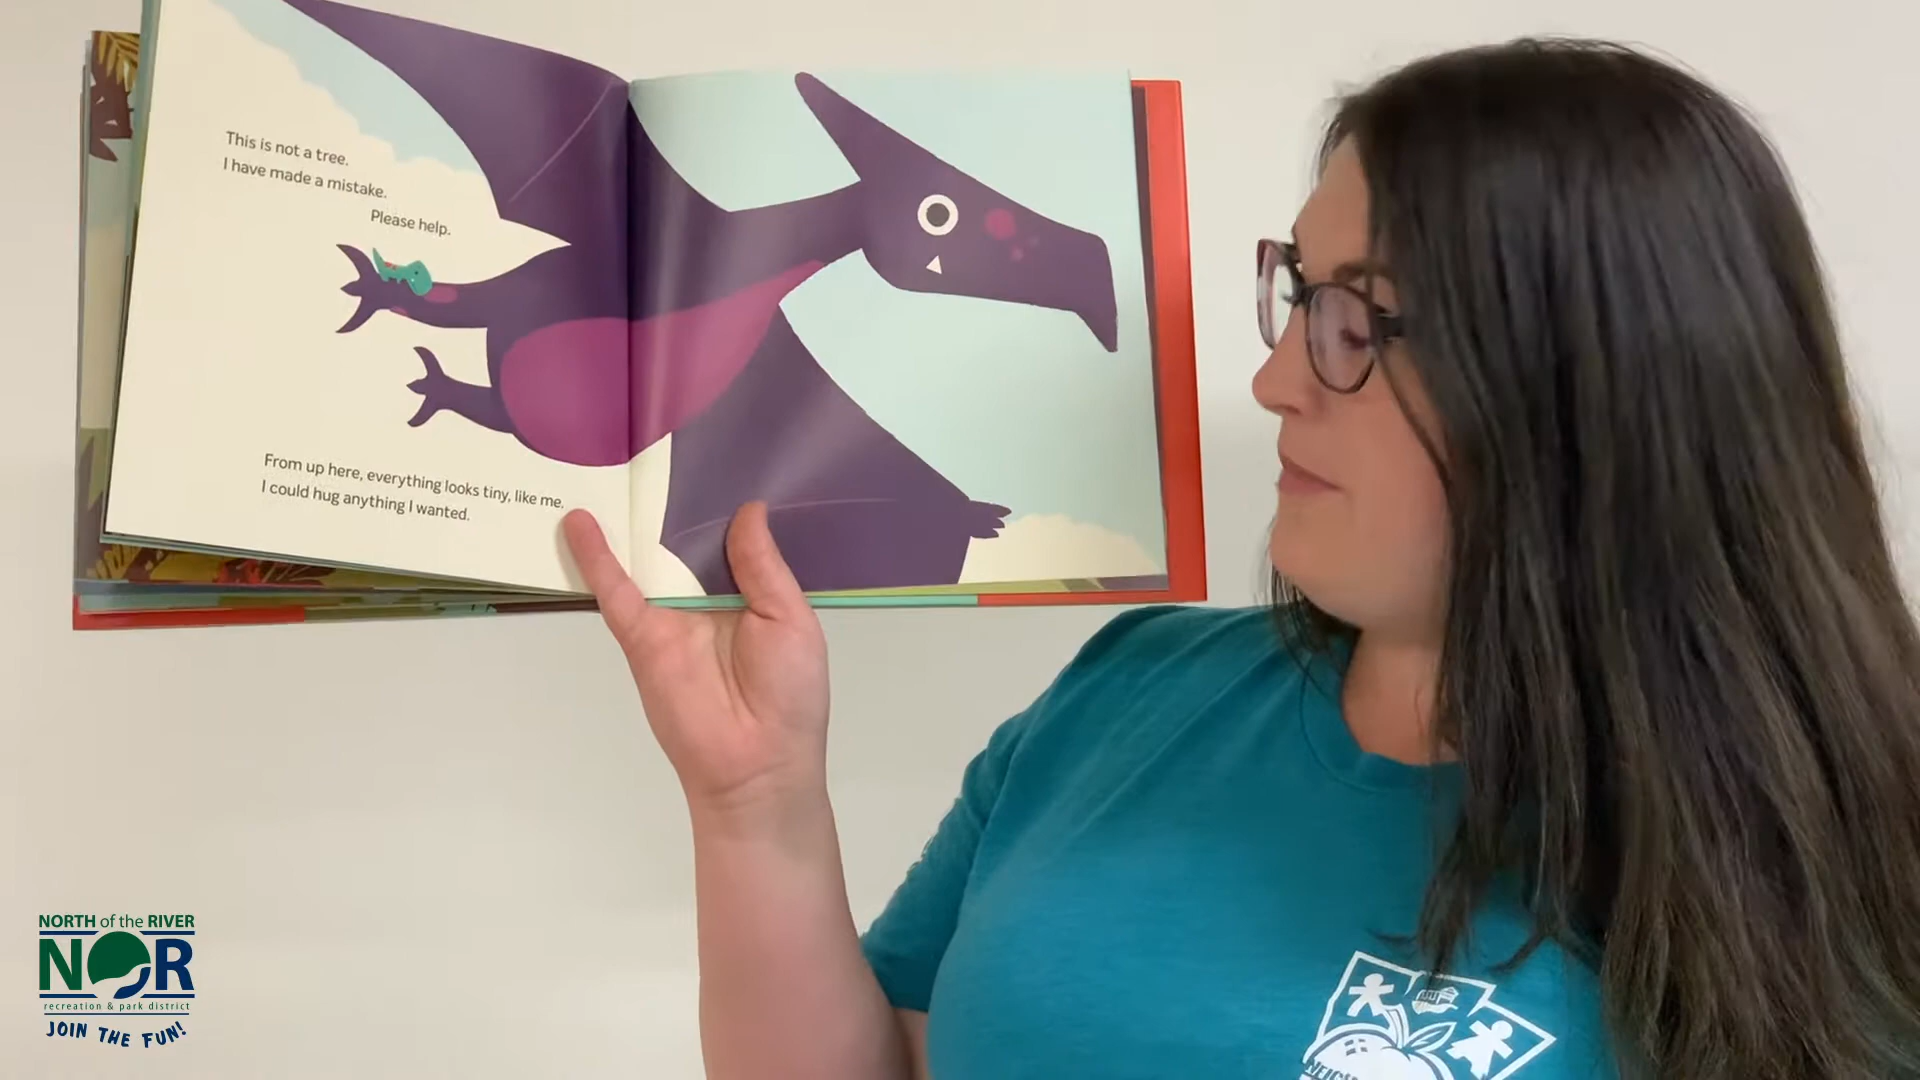 This is not a tree.
I have made a mistake.
Please help.
From up here, everything looks tiny, like me.
I could hug anything I wanted.
NORTH of the RIVER
NOR
recreation & park district
JOIN THE FUN!